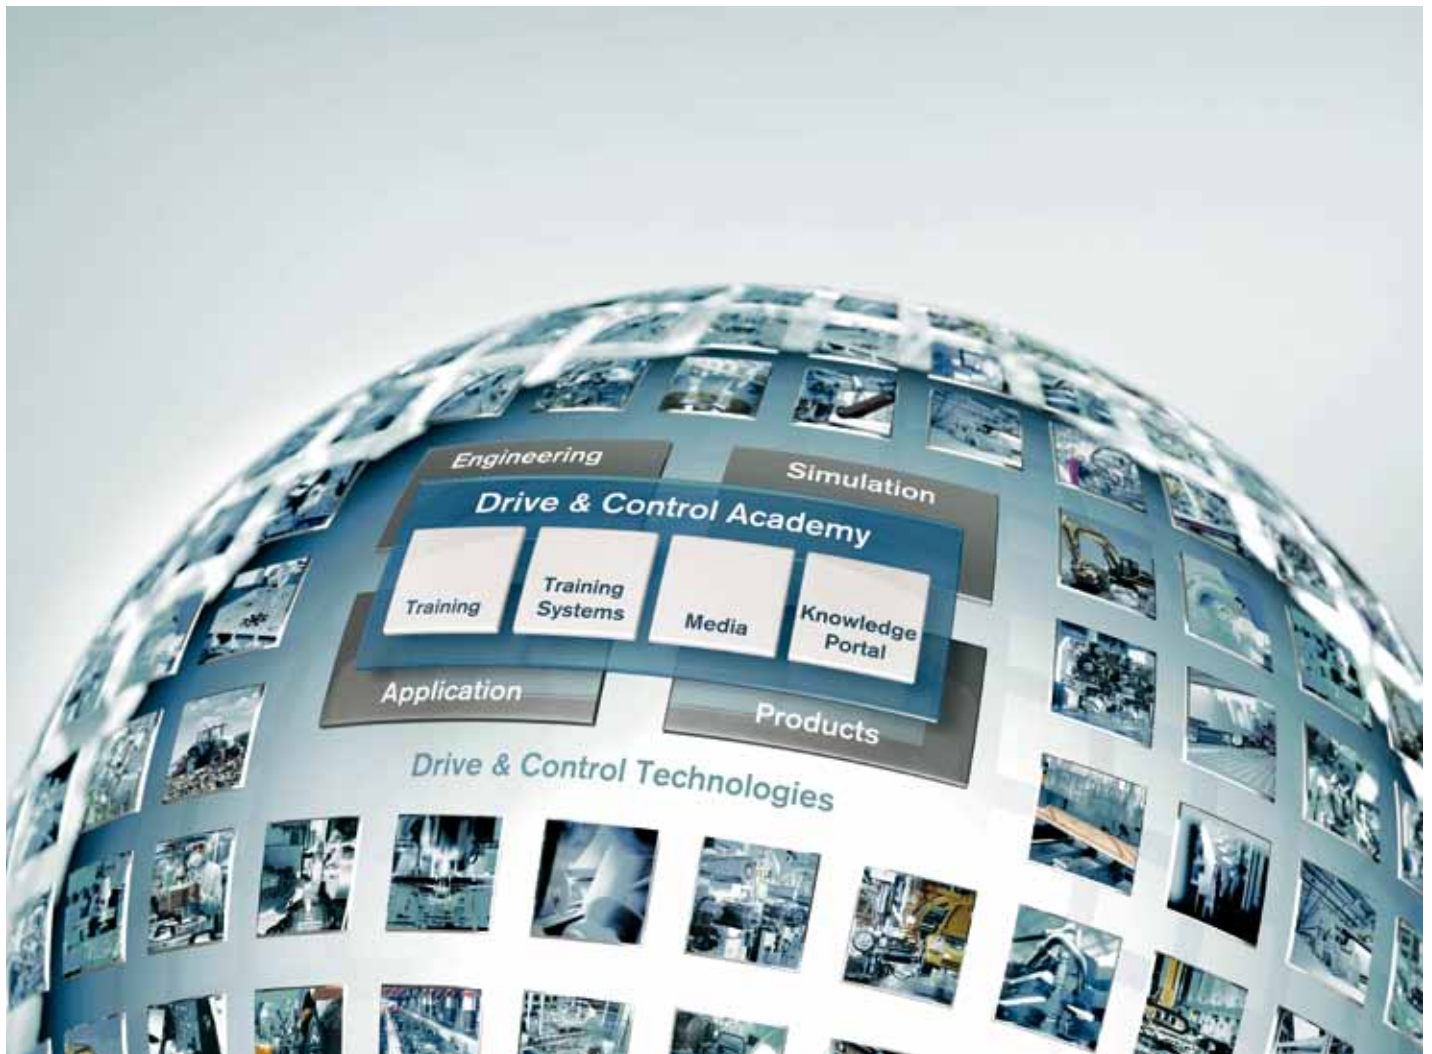 Engineering
Simulation
Drive & Control Academy
Training
Training
Systems
Media
Knowledge
Portal
Application
Products
Drive & Control Technologies